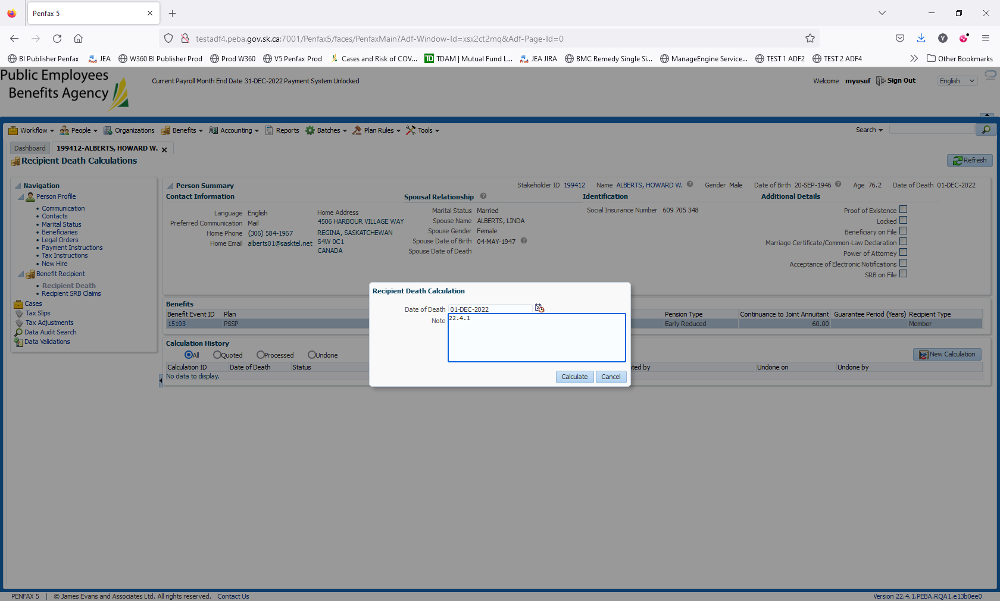 Penfax 5
testadf4.peba.gov.sk.ca:7001/Penfax5/faces/PenfaxMain?Adf-Window-Id=xsx2ct2mq&Adf-Page-Id=0
BI Publisher Penfax JEA W360 BI Publisher Prod Prod W360 V5 Penfax Prod Cases and Risk of COV... TD TDAM | Mutual Fund L... JEA JIRA BMC Remedy Single Si... ManageEngine Service... TEST 1 ADF2 TEST 2 ADF4 Other Bookmarks
Public Employees
Benefits Agency
Current Payroll Month End Date 31-DEC-2022 Payment System Unlocked
Welcome myusuf Sign Out English
Workflow People Organizations Benefits Accounting Reports Batches Plan Rules Tools Search
Dashboard 199412-ALBERTS, HOWARD W.
Recipient Death Calculations
Refresh
Navigation
Person Profile
Communication
Contacts
Marital Status
Beneficiaries
Legal Orders
Payment Instructions
Tax Instructions
New Hire
Benefit Recipient
Recipient Death
Recipient SRB Claims
Cases
Tax Slips
Tax Adjustments
Data Audit Search
Data Validations
Person Summary Stakeholder ID 199412 Name ALBERTS, HOWARD W. Gender Male Date of Birth 20-SEP-1946 Age 76.2 Date of Death 01-DEC-2022
Contact Information
Language English
Preferred Communication Mail
Home Phone (306) 584-1967
Home Email alberts01@sasktel.net
Home Address
4506 HARBOUR VILLAGE WAY
REGINA, SASKATCHEWAN
S4W 0C1
CANADA
Spousal Relationship
Marital Status Married
Spouse Name ALBERTS, LINDA
Spouse Gender Female
Spouse Date of Birth 04-MAY-1947
Spouse Date of Death
Identification
Social Insurance Number 609 705 348
Additional Details
Proof of Existence
Locked
Beneficiary on File
Marriage Certificate/Common-Law Declaration
Power of Attorney
Acceptance of Electronic Notifications
SRB on File
Benefits
Benefit Event ID Plan Pension Type Continuance to Joint Annuitant Guarantee Period (Years) Recipient Type
15193 PSSP Early Reduced 60.00 Member
Calculation History
All Quoted Processed Undone
New Calculation
Calculation ID Date of Death Status ted by Undone on Undone by
No data to display.
Recipient Death Calculation
Date of Death 01-DEC-2022
Note 22.4.1
Calculate Cancel
PENFAX 5 | © James Evans and Associates Ltd. All rights reserved. Contact Us
Version 22.4.1.PEBA.RQA1.e13b0ee0